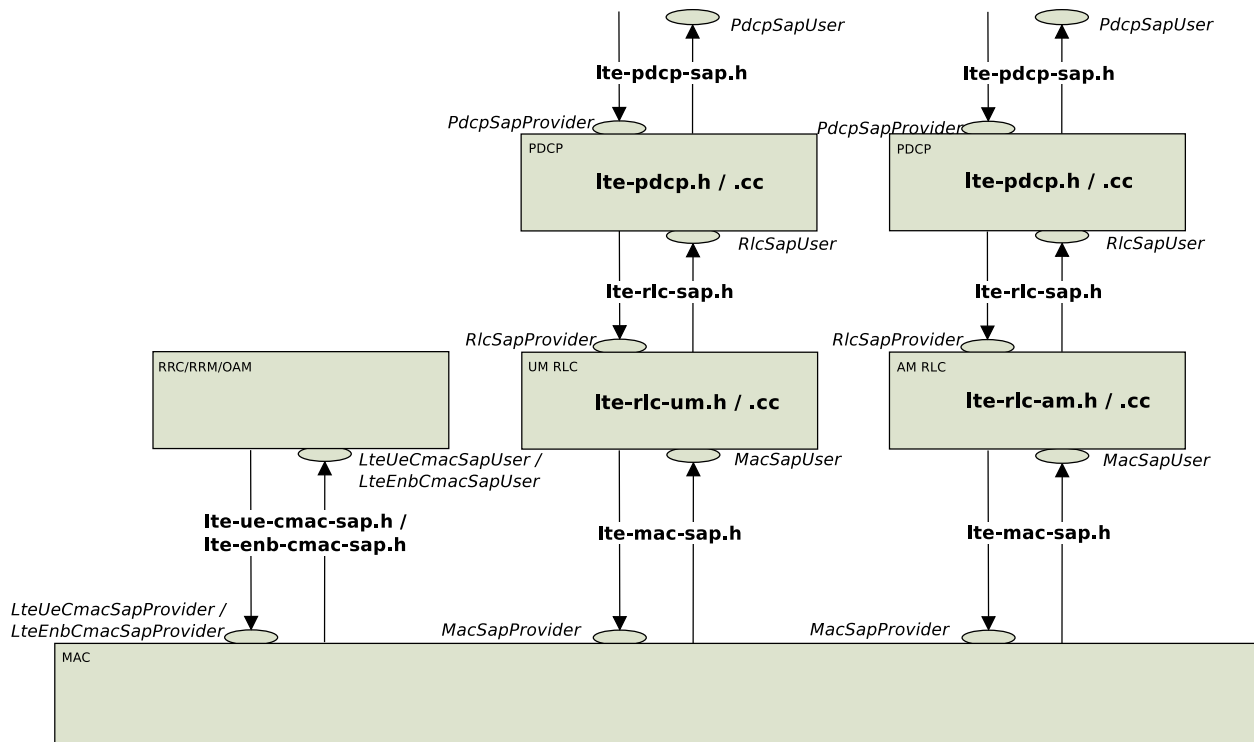 PdcpSapUser
PdcpSapUser
lte-pdcp-sap.h
lte-pdcp-sap.h
PdcpSapProvider
PdcpSapProvider
PDCP
PDCP
lte-pdcp.h / .cc
lte-pdcp.h / .cc
RlcSapUser
RlcSapUser
lte-rlc-sap.h
lte-rlc-sap.h
RlcSapProvider
RlcSapProvider
RRC/RRM/OAM
UM RLC
AM RLC
lte-rlc-um.h / .cc
lte-rlc-am.h / .cc
LteUeCmacSapUser /
LteEnbCmacSapUser
MacSapUser
MacSapUser
lte-ue-cmac-sap.h /
lte-enb-cmac-sap.h
lte-mac-sap.h
lte-mac-sap.h
LteUeCmacSapProvider /
LteEnbCmacSapProvider
MacSapProvider
MacSapProvider
MAC